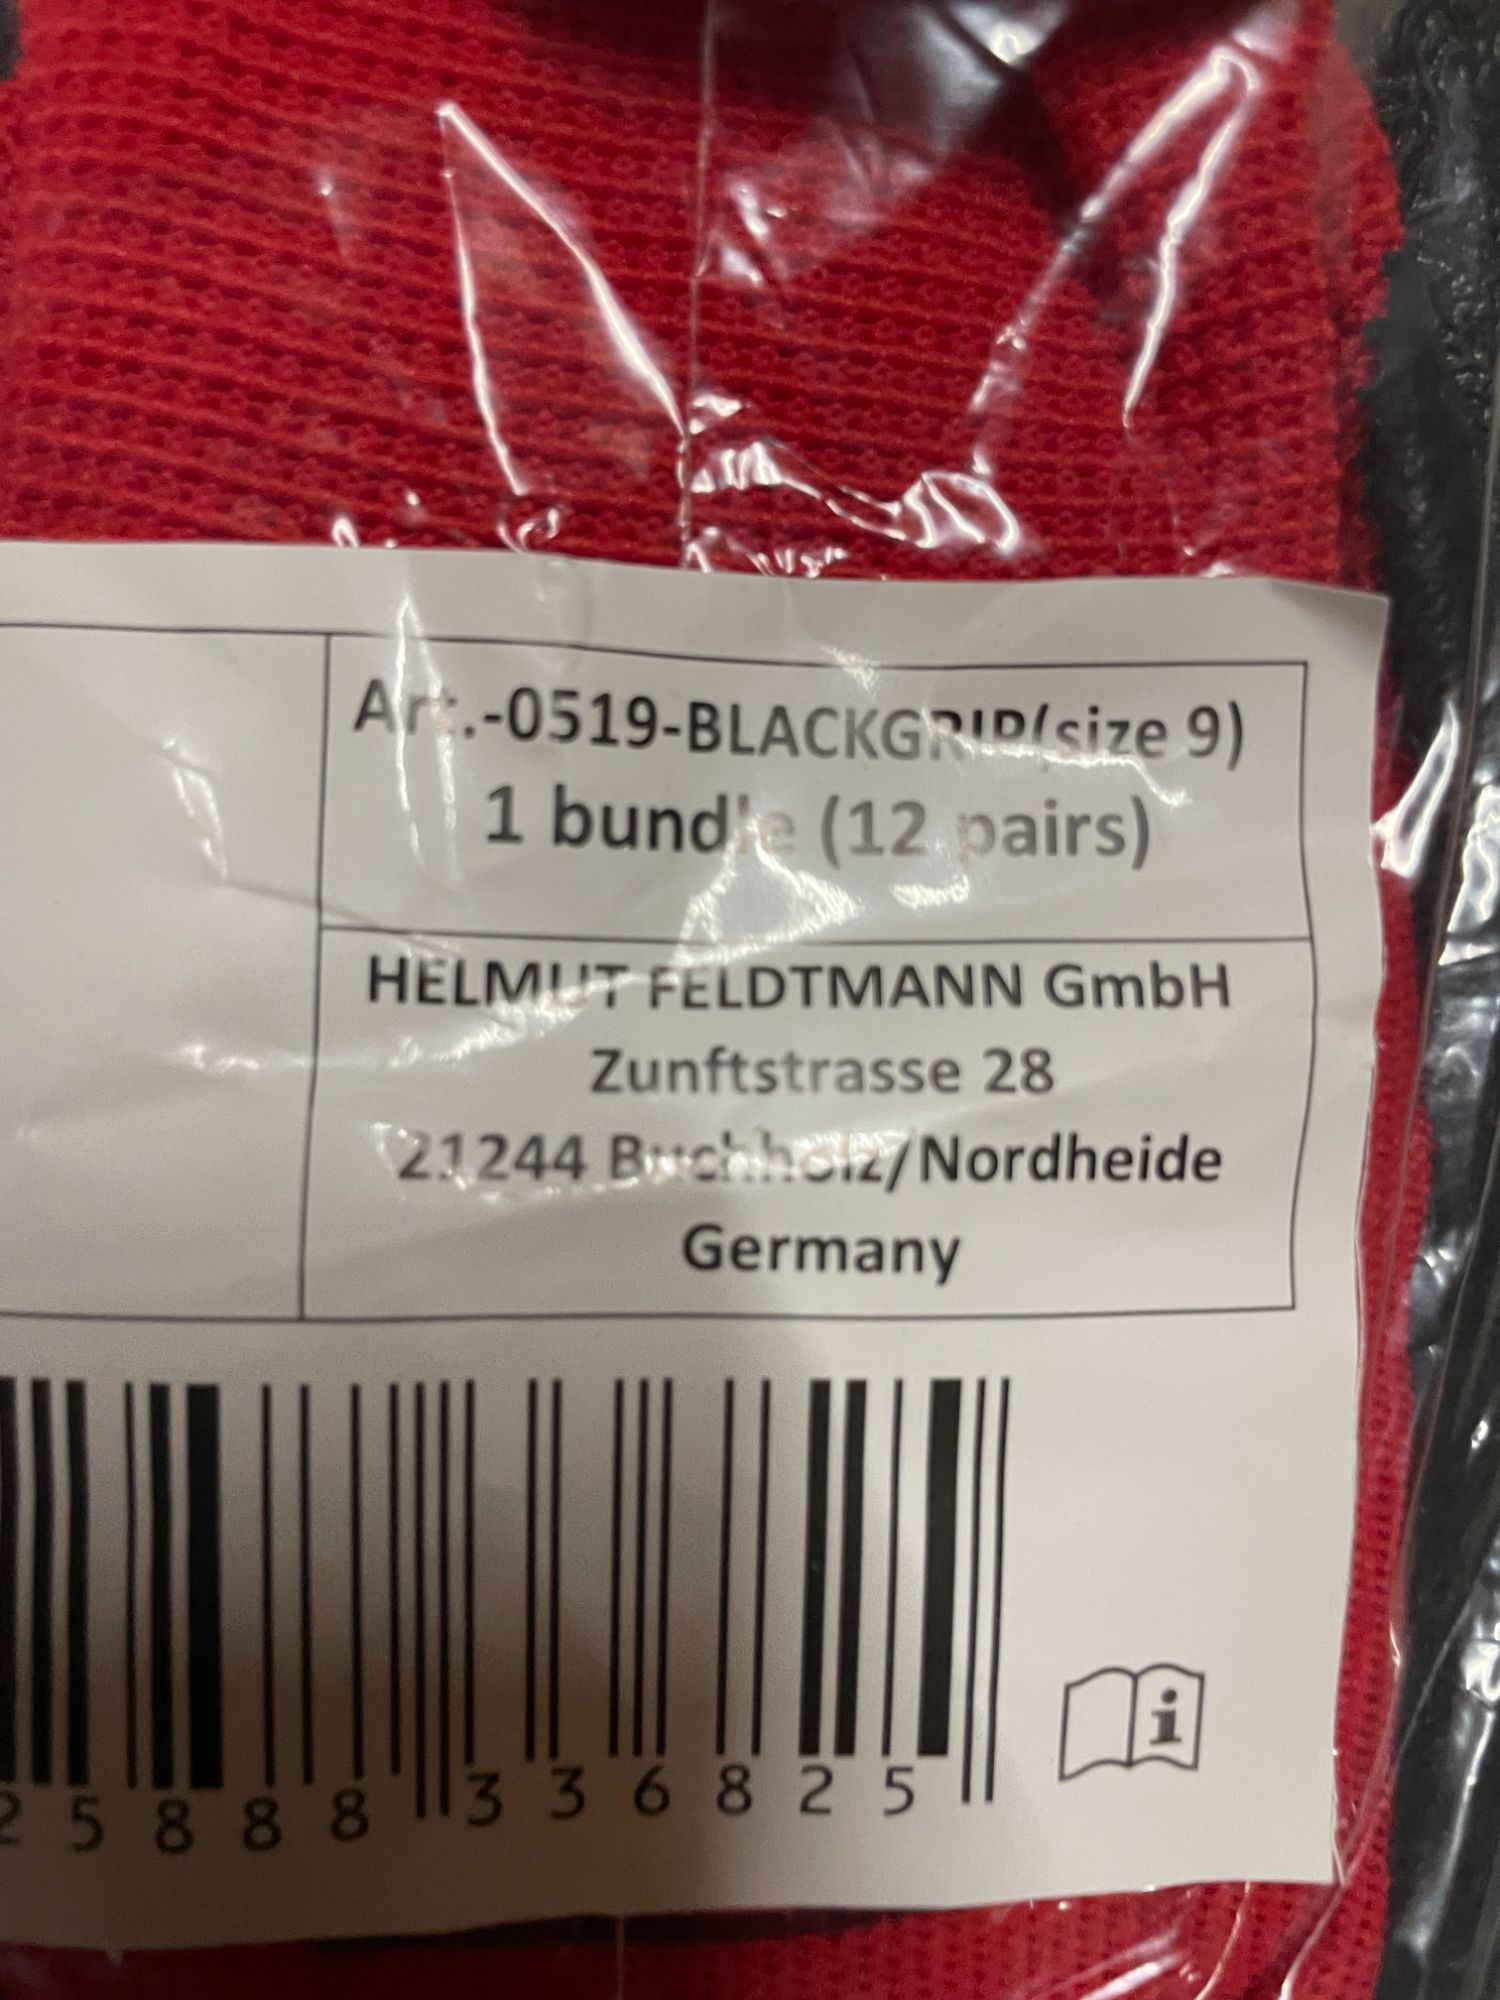 Art.-0519-BLACKGRIP(size 9)
1 bundle (12 pairs)
HELMUT FELDTMANN GmbH
Zunftstrasse 28
21244 Buchholz/Nordheide
Germany
25888 336825
i